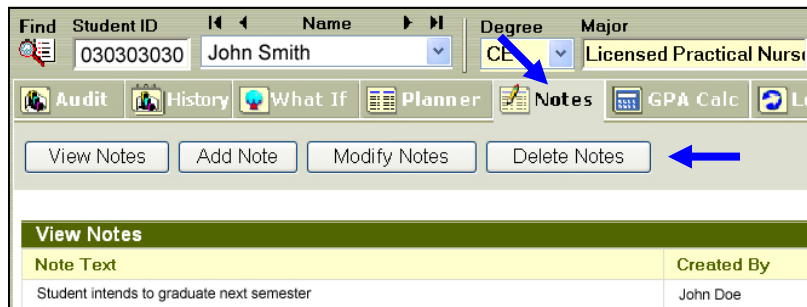 Find Student ID Name Degree Major
030303030 John Smith CE Licensed Practical
Audit History What If Planner Notes GPA Calc
View Notes Add Note Modify Notes Delete Notes
View Notes
Note Text Created By
Student intends to graduate next semester John Doe